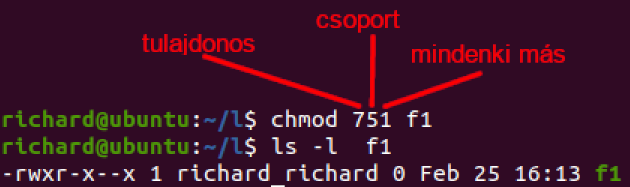 csoport
tulajdonos
mindenki más
richard@ubuntu:~/l$ chmod 751 f1
richard@ubuntu:~/l$ ls -l  f1
-rwxr-x--x 1 richard richard 0 Feb 25 16:13 f1